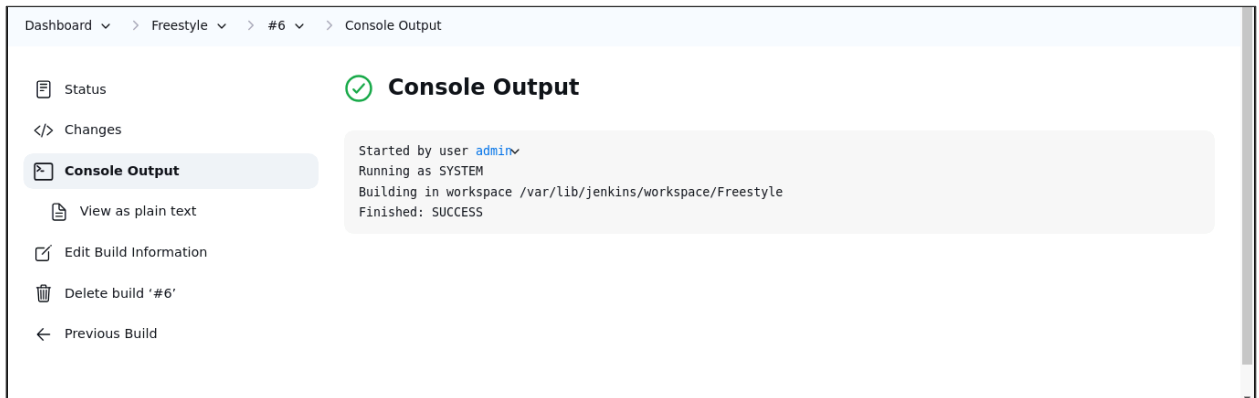 Dashboard
Freestyle
#6
Console Output
Status
Changes
Console Output
View as plain text
Edit Build Information
Delete build ‘#6’
Previous Build
Console Output
Started by user admin
Running as SYSTEM
Building in workspace /var/lib/jenkins/workspace/Freestyle
Finished: SUCCESS